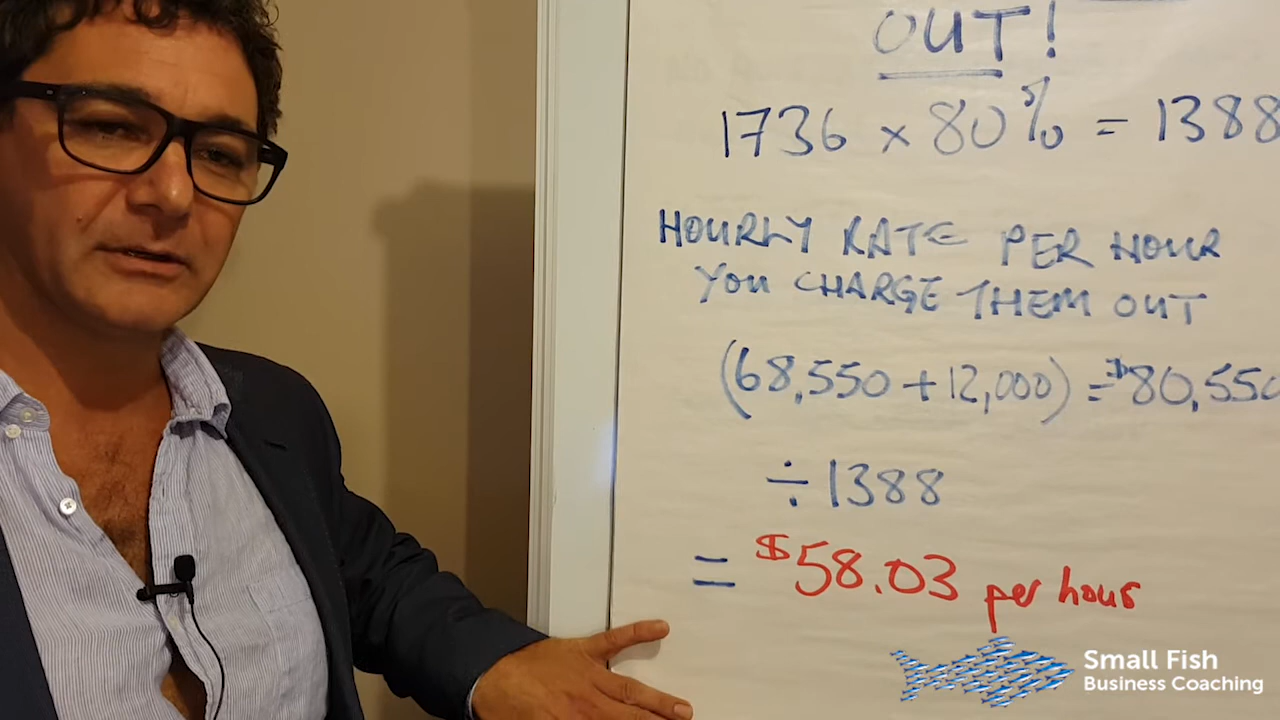 OUT!
1736 × 80% = 1388
HOURLY RATE PER HOUR
YOU CHARGE THEM OUT
(68,550 + 12,000) = $80,550
÷ 1388
= $58.03 per hour
Small Fish
Business Coaching